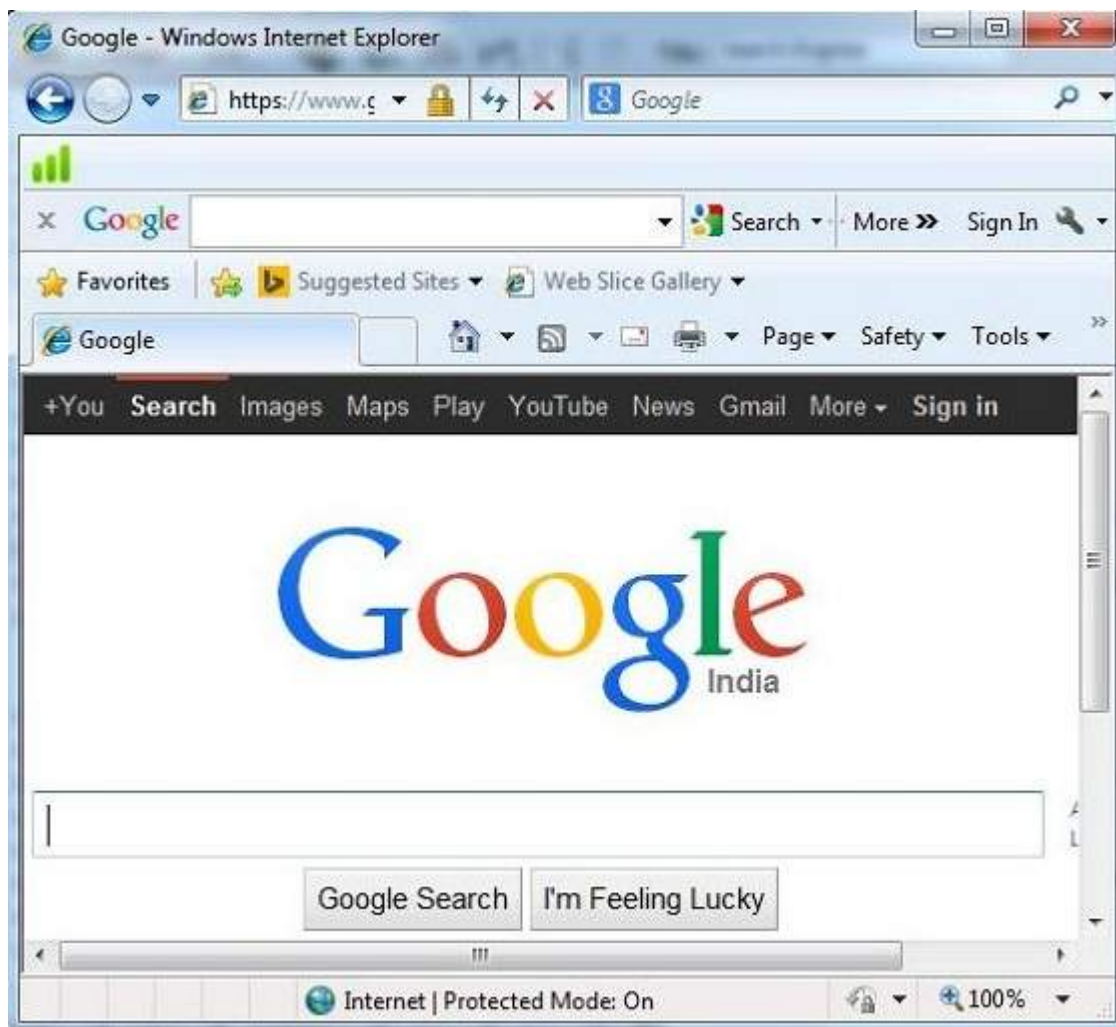 Google - Windows Internet Explorer
https://www.g Google
x Google Search More » Sign In
Favorites Suggested Sites Web Slice Gallery
Google Page Safety Tools »
+You Search Images Maps Play YouTube News Gmail More Sign in
Google
India
Google Search I'm Feeling Lucky
Internet | Protected Mode: On 100%